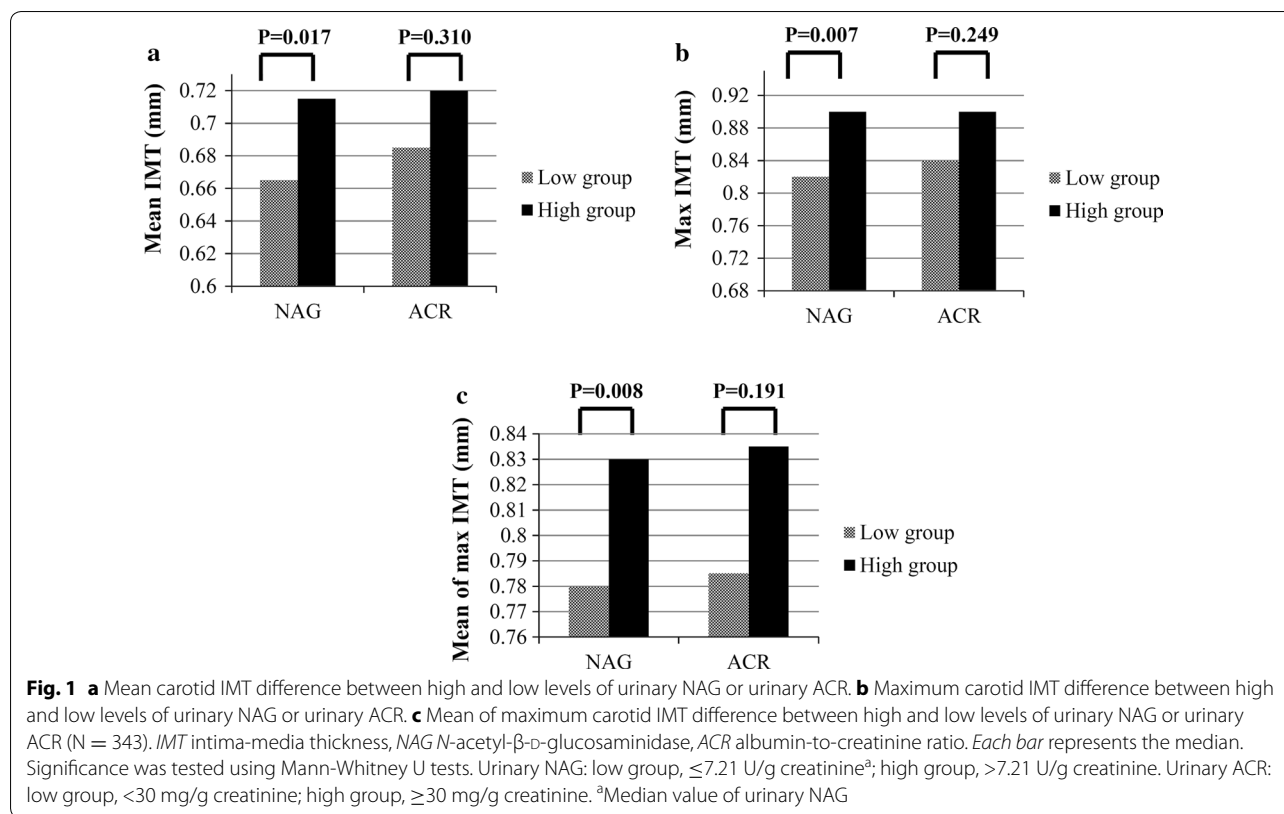 a
P=0.017 P=0.310
Mean IMT (mm)
0.72
0.7
0.68
0.66
0.64
0.62
0.6
NAG ACR
Low group
High group
b
P=0.007 P=0.249
Max IMT (mm)
0.92
0.88
0.84
0.8
0.76
0.72
0.68
NAG ACR
Low group
High group
c
P=0.008 P=0.191
Mean of max IMT (mm)
0.84
0.83
0.82
0.81
0.8
0.79
0.78
0.77
0.76
NAG ACR
Low group
High group
Fig. 1 a Mean carotid IMT difference between high and low levels of urinary NAG or urinary ACR. b Maximum carotid IMT difference between high
and low levels of urinary NAG or urinary ACR. c Mean of maximum carotid IMT difference between high and low levels of urinary NAG or urinary
ACR (N = 343). IMT intima-media thickness, NAG N-acetyl-β-D-glucosaminidase, ACR albumin-to-creatinine ratio. Each bar represents the median.
Significance was tested using Mann-Whitney U tests. Urinary NAG: low group, ≤7.21 U/g creatinineª; high group, >7.21 U/g creatinine. Urinary ACR:
low group, <30 mg/g creatinine; high group, ≥30 mg/g creatinine. ªMedian value of urinary NAG